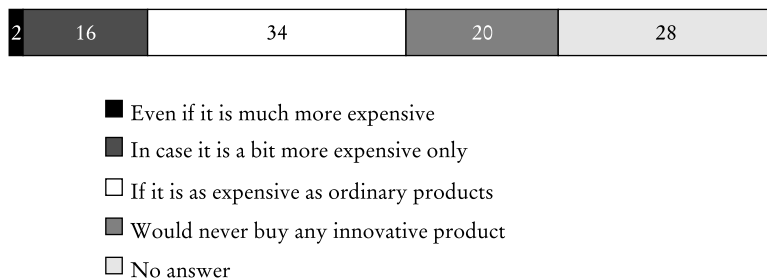 2 16 34 20 28
Even if it is much more expensive
In case it is a bit more expensive only
If it is as expensive as ordinary products
Would never buy any innovative product
No answer